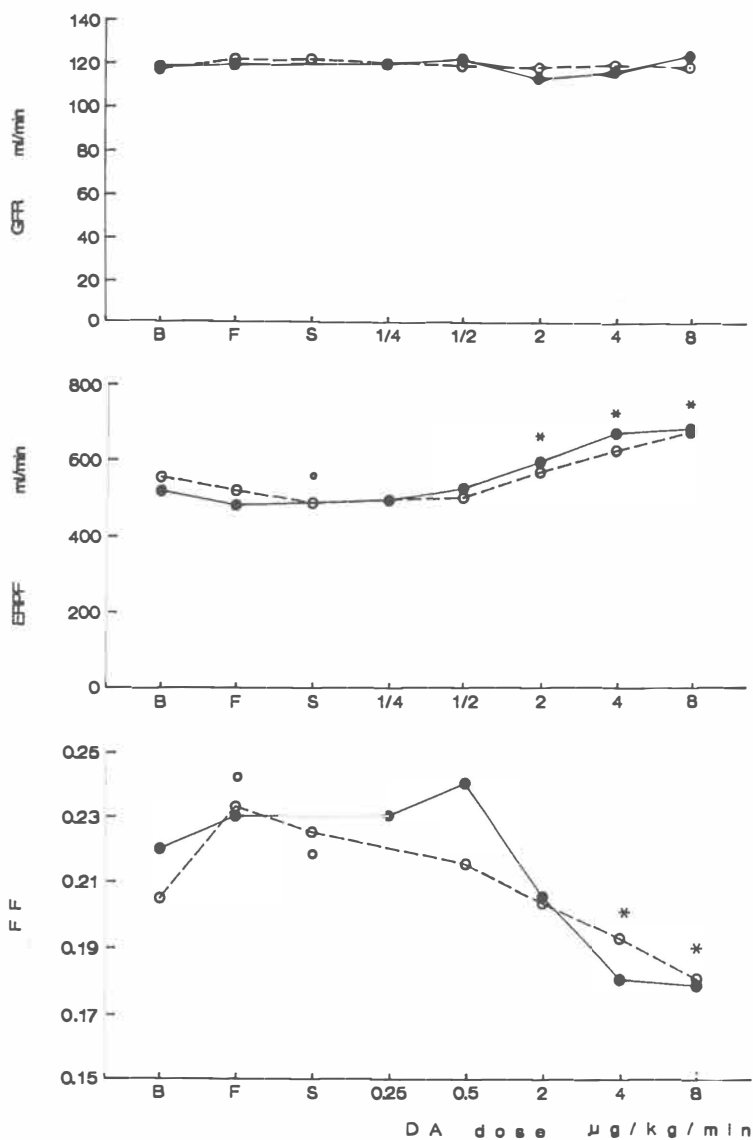 140
120
100
80
60
40
20
0
GFR ml/min
B F S 1/4 1/2 2 4 8
800
600
400
200
0
ERPF ml/min
* * *
B F S 1/4 1/2 2 4 8
0.25
0.23
0.21
0.19
0.17
0.15
F F
* *
B F S 0.25 0.5 2 4 8
DA dose µg/kg/min